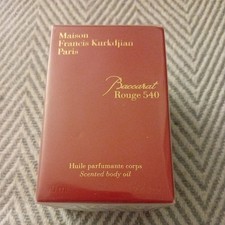 Maison
Francis Kurkdjian
Paris
Baccarat
Rouge 540
Huile parfumante corps
Scented body oil